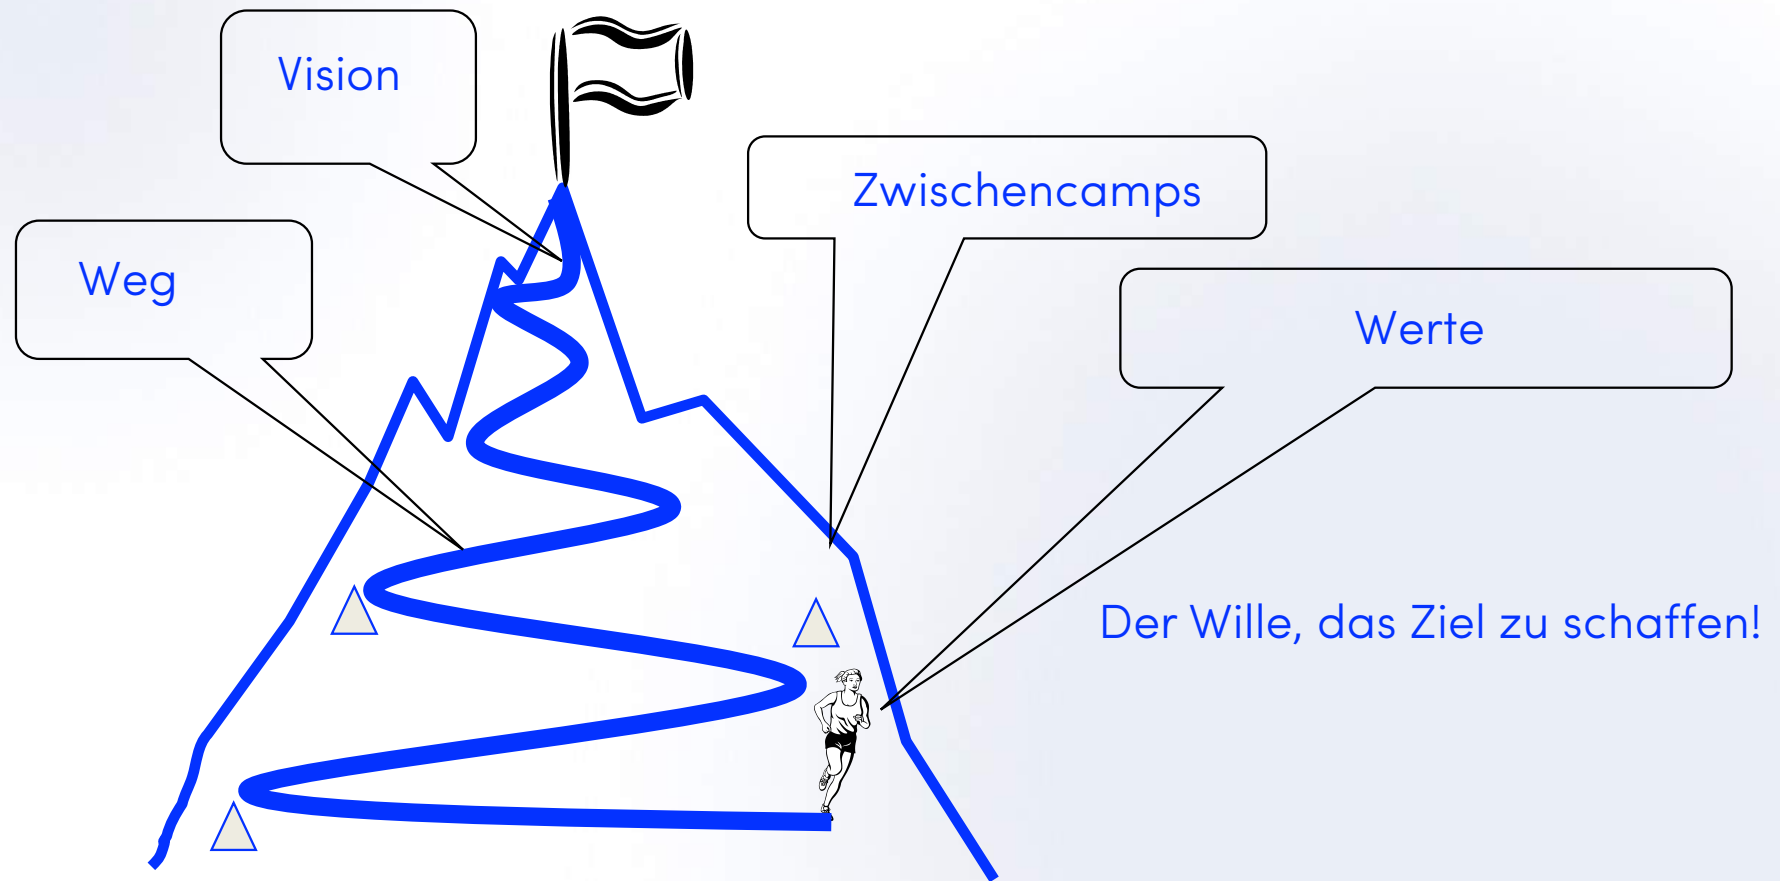 Vision
Zwischencamps
Weg
Werte
Der Wille, das Ziel zu schaffen!